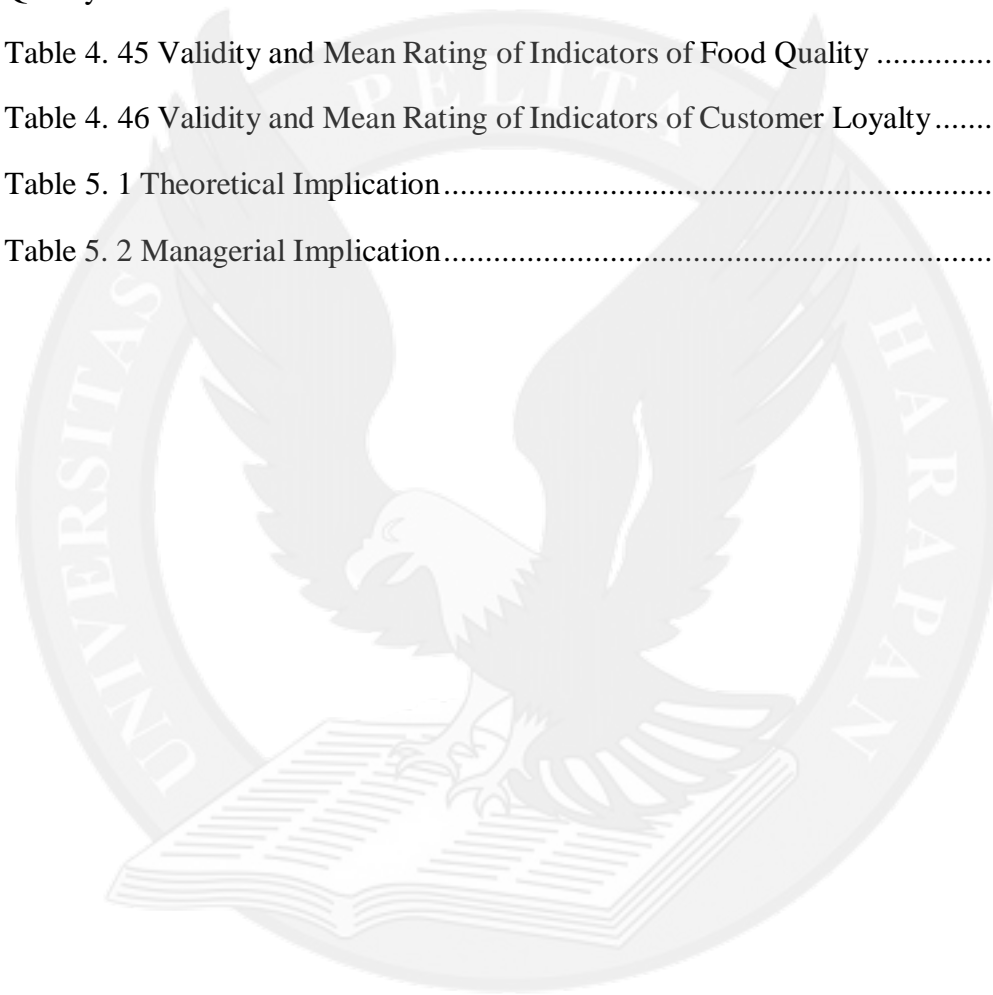 Table 4. 45 Validity and Mean Rating of Indicators of Food Quality ..............
Table 4. 46 Validity and Mean Rating of Indicators of Customer Loyalty.......
Table 5. 1 Theoretical Implication.....................................................................
Table 5. 2 Managerial Implication.....................................................................
UNIVERSITAS PELITA HARAPAN